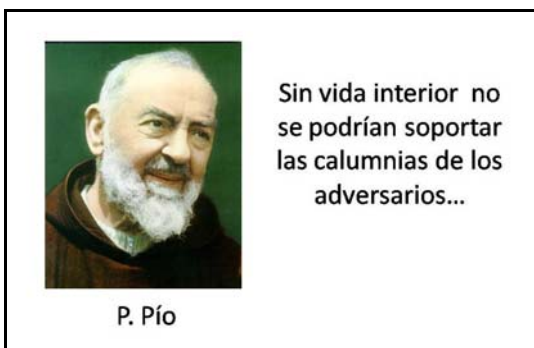 Sin vida interior no
se podrían soportar
las calumnias de los
adversarios...
P. Pío